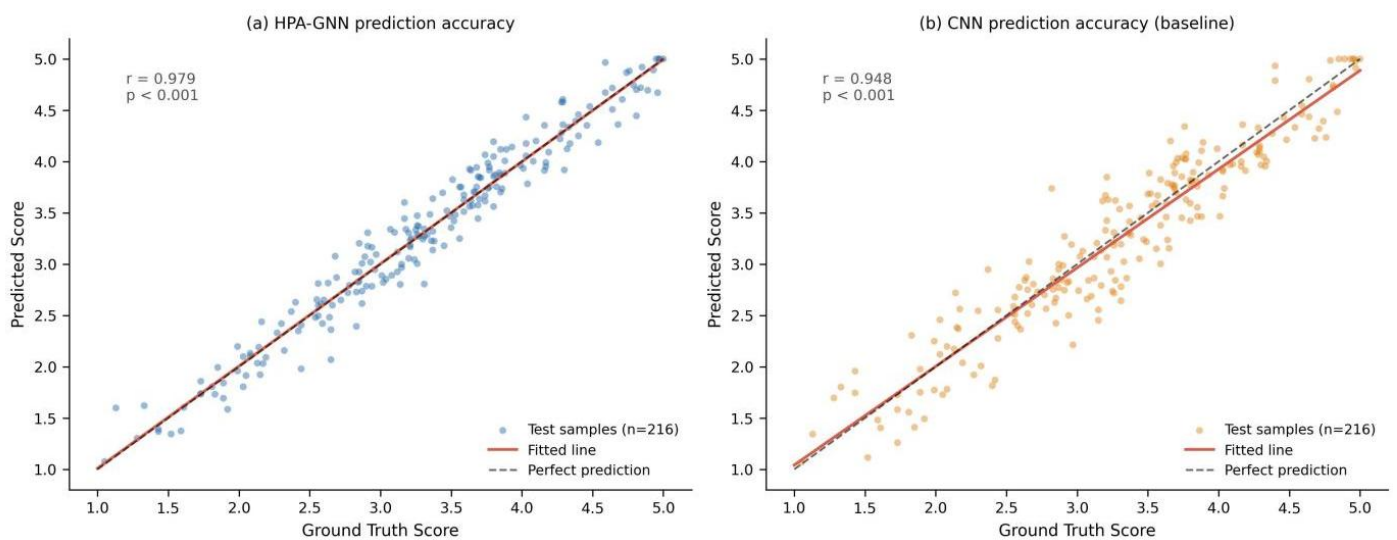 (a) HPA-GNN prediction accuracy
r = 0.979
p < 0.001
Predicted Score
5.0
4.5
4.0
3.5
3.0
2.5
2.0
1.5
1.0
Test samples (n=216)
Fitted line
Perfect prediction
1.0 1.5 2.0 2.5 3.0 3.5 4.0 4.5 5.0
Ground Truth Score
(b) CNN prediction accuracy (baseline)
r = 0.948
p < 0.001
Predicted Score
5.0
4.5
4.0
3.5
3.0
2.5
2.0
1.5
1.0
Test samples (n=216)
Fitted line
Perfect prediction
1.0 1.5 2.0 2.5 3.0 3.5 4.0 4.5 5.0
Ground Truth Score